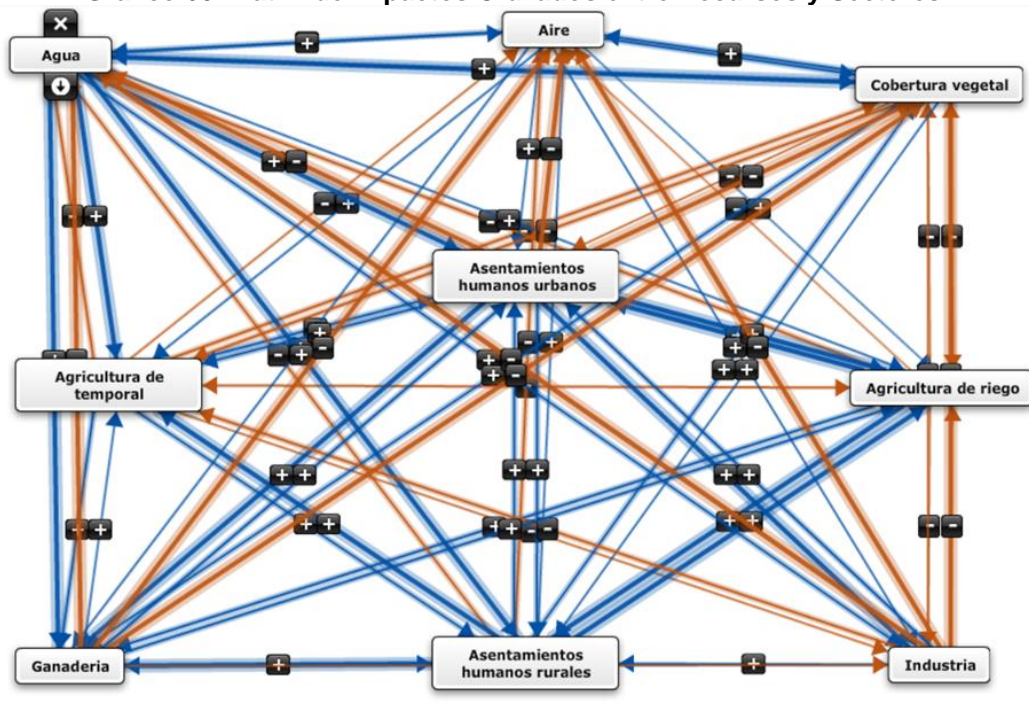 Aire
Agua
Cobertura vegetal
Asentamientos
humanos urbanos
Agricultura de
temporal
Agricultura de riego
Ganaderia
Asentamientos
humanos rurales
Industria